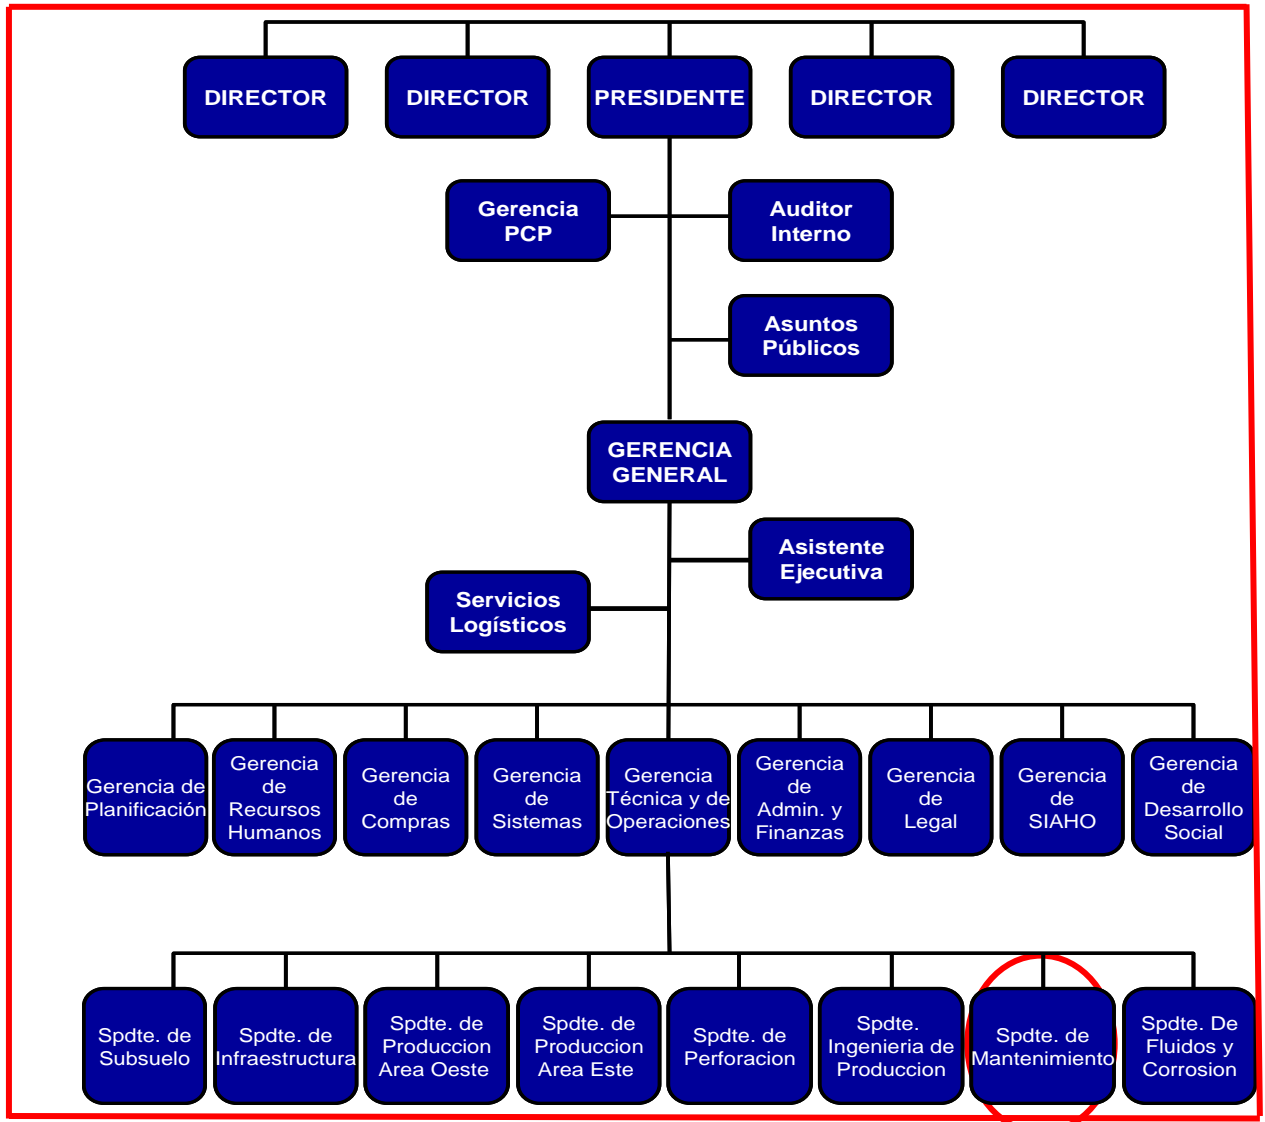 DIRECTOR
DIRECTOR
PRESIDENTE
DIRECTOR
DIRECTOR
Gerencia
PCP
Auditor
Interno
Asuntos
Públicos
GERENCIA
GENERAL
Asistente
Ejecutiva
Servicios
Logísticos
Gerencia de
Planificación
Gerencia
de
Recursos
Humanos
Gerencia
de
Compras
Gerencia
de
Sistemas
Gerencia
Técnica y de
Operaciones
Gerencia
de
Admin. y
Finanzas
Gerencia
de
Legal
Gerencia
de
SIAHO
Gerencia
de
Desarrollo
Social
Spdte. de
Subsuelo
Spdte. de
Infraestructura
Spdte. de
Produccion
Area Oeste
Spdte. de
Produccion
Area Este
Spdte. de
Perforacion
Spdte.
Ingenieria de
Produccion
Spdte. de
Mantenimiento
Spdte. De
Fluidos y
Corrosion